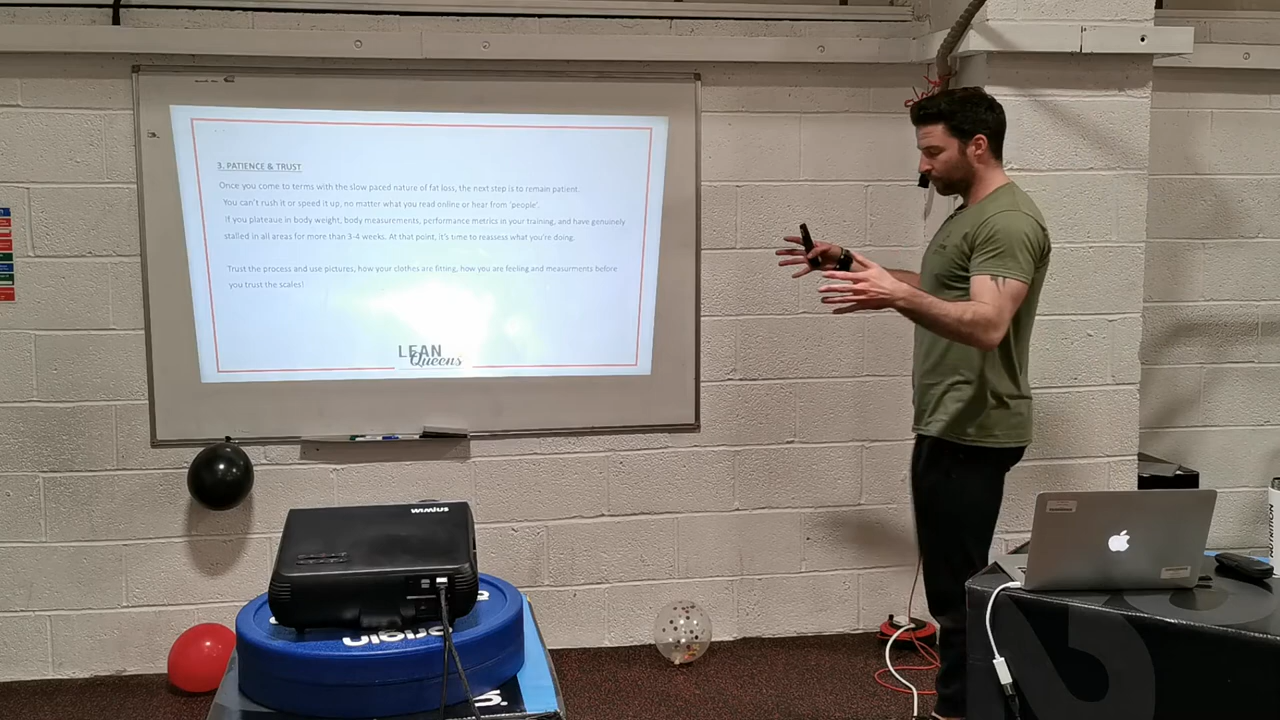 3. PATIENCE & TRUST
Once you come to terms with the slow paced nature of fat loss, the next step is to remain patient.
You can't rush it or speed it up, no matter what you read online or hear from 'people'.
If you plateaue in body weight, body measurements, performance metrics in your training, and have genuinely
stalled in all areas for more than 3-4 weeks. At that point, it's time to reassess what you're doing.
Trust the process and use pictures, how your clothes are fitting, how you are feeling and measurments before
you trust the scales!
LEAN
Queens
WiMiUS
origin
NUTRITION